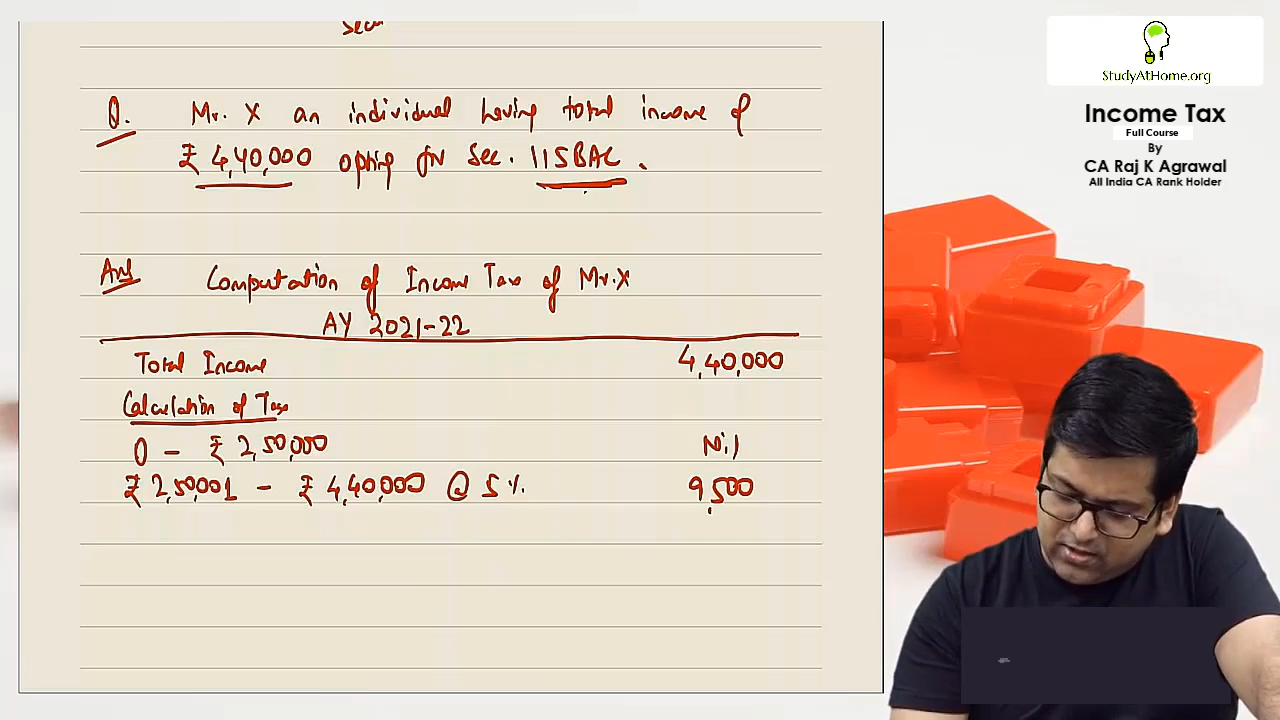 Q. Mr. X an individual having total income of
₹ 4,40,000 opting for Sec. 115BAC.
Ans Computation of Income Tax of Mr.X
AY 2021-22
Total Income 4,40,000
Calculation of Tax
0 - ₹ 2,50,000 Nil
₹ 2,50,001 - ₹ 4,40,000 @ 5% 9,500
StudyAtHome.org
Income Tax
Full Course
By
CA Raj K Agrawal
All India CA Rank Holder